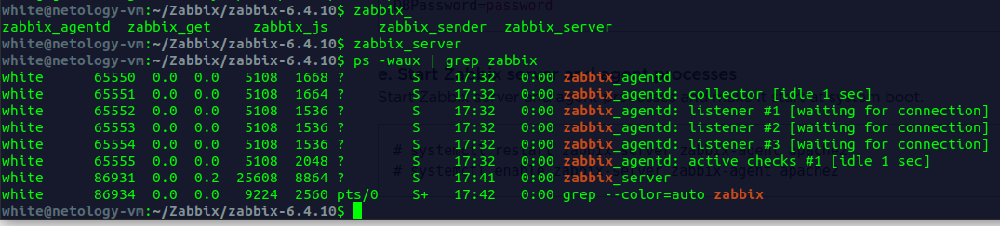 DBPassword=password
white@netology-vm:~/Zabbix/zabbix-6.4.10$ zabbix_
zabbix_agentd  zabbix_get     zabbix_js      zabbix_sender  zabbix_server
white@netology-vm:~/Zabbix/zabbix-6.4.10$ zabbix_server
white@netology-vm:~/Zabbix/zabbix-6.4.10$ ps -waux | grep zabbix
e. Start Zabbix server and agent processes
white      65550  0.0  0.0   5108  1668 ?        S    17:32   0:00 zabbix_agentd
white      65551  0.0  0.0   5108  1664 ?        S    17:32   0:00 zabbix_agentd: collector [idle 1 sec]
white      65552  0.0  0.0   5108  1536 ?        S    17:32   0:00 zabbix_agentd: listener #1 [waiting for connection]
white      65553  0.0  0.0   5108  1536 ?        S    17:32   0:00 zabbix_agentd: listener #2 [waiting for connection]
white      65554  0.0  0.0   5108  1536 ?        S    17:32   0:00 zabbix_agentd: listener #3 [waiting for connection]
white      65555  0.0  0.0   5108  2048 ?        S    17:32   0:00 zabbix_agentd: active checks #1 [idle 1 sec]
white      86931  0.0  0.2  25608  8864 ?        S    17:41   0:00 zabbix_server
white      86934  0.0  0.0   9224  2560 pts/0    S+   17:42   0:00 grep --color=auto zabbix
white@netology-vm:~/Zabbix/zabbix-6.4.10$